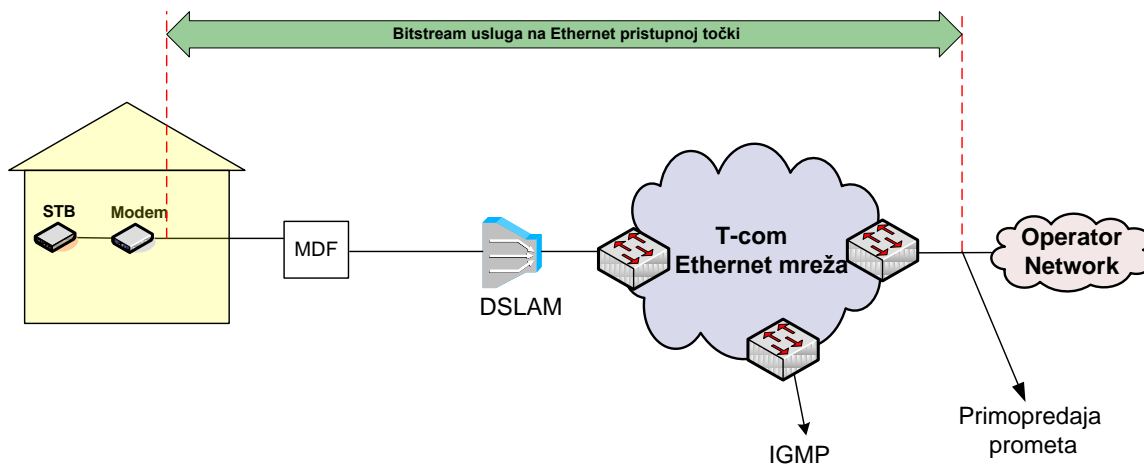 Bitstream usluga na Ethernet pristupnoj točki
STB
Modem
MDF
DSLAM
T-com
Ethernet mreža
Operator
Network
IGMP
Primopredaja
prometa